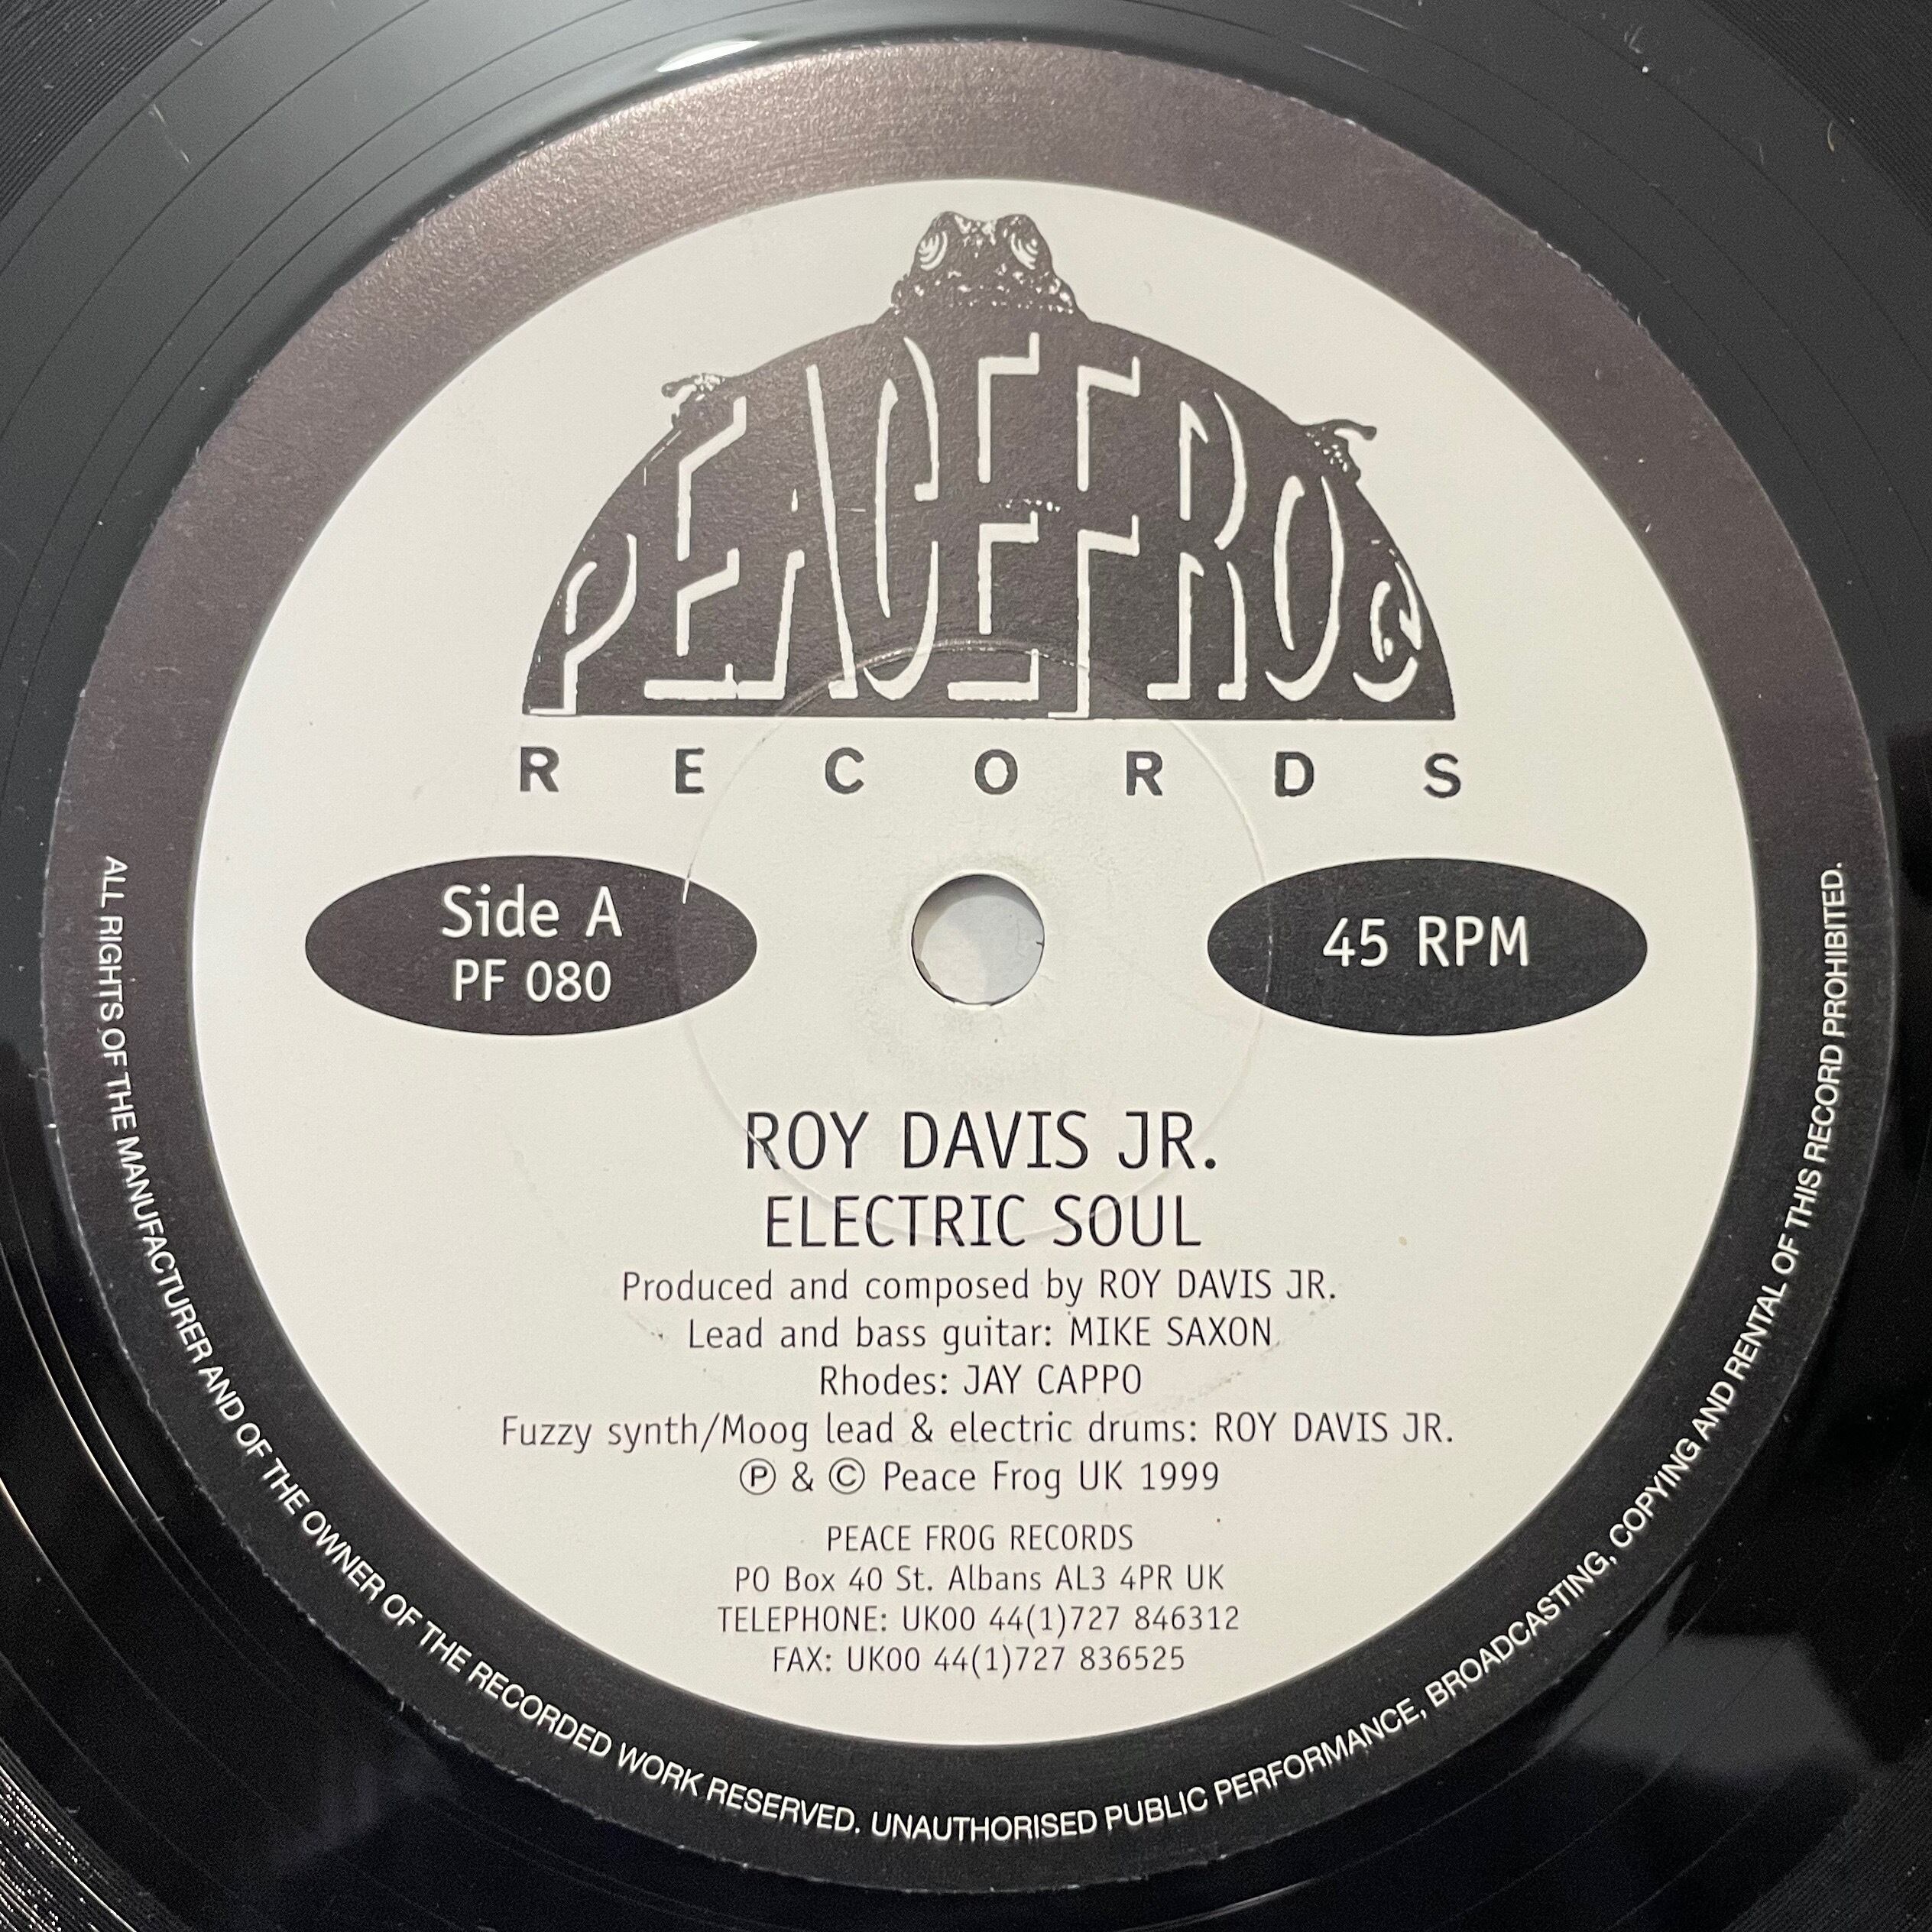 PEACEFROG
RECORDS
Side A
PF 080
45 RPM
ROY DAVIS JR.
ELECTRIC SOUL
Produced and composed by ROY DAVIS JR.
Lead and bass guitar: MIKE SAXON
Rhodes: JAY CAPPO
Fuzzy synth/Moog lead & electric drums: ROY DAVIS JR.
℗ & © Peace Frog UK 1999
PEACE FROG RECORDS
PO Box 40 St. Albans AL3 4PR UK
TELEPHONE: UK00 44(1)727 846312
FAX: UK00 44(1)727 836525
ALL RIGHTS OF THE MANUFACTURER AND OF THE OWNER OF THE RECORDED WORK RESERVED. UNAUTHORISED PUBLIC PERFORMANCE, BROADCASTING, COPYING AND RENTAL OF THIS RECORD PROHIBITED.